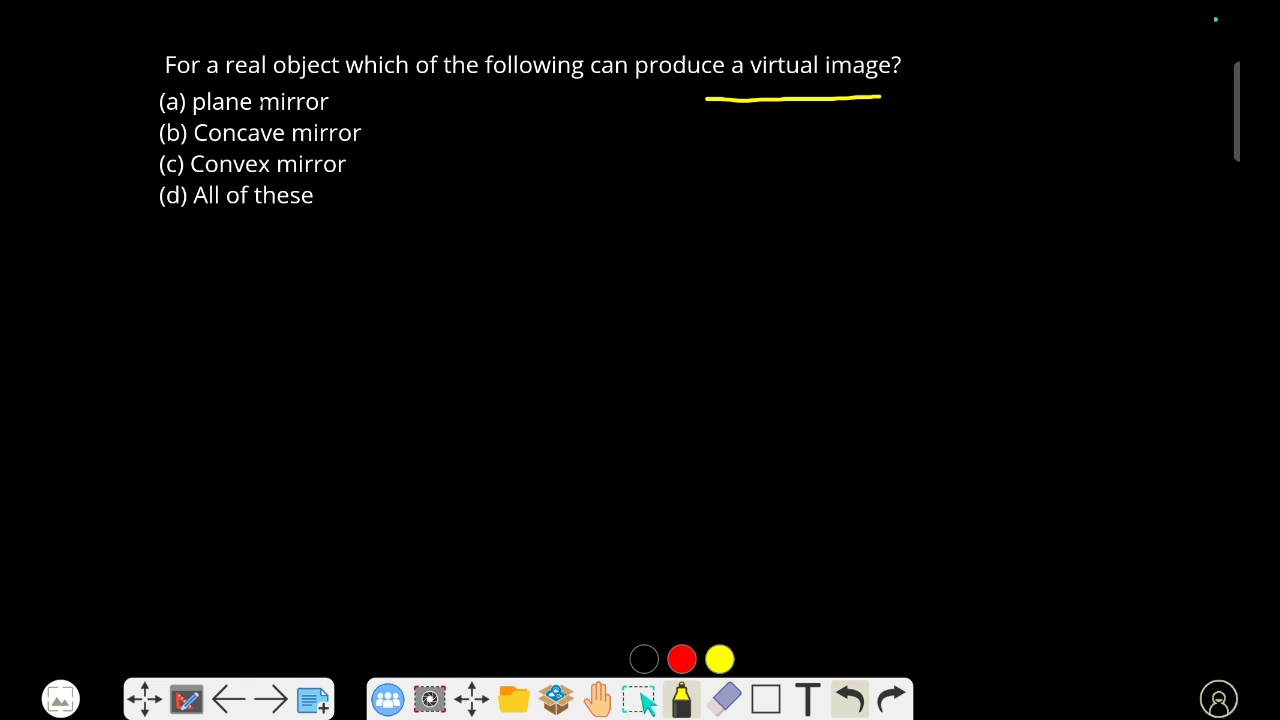 For a real object which of the following can produce a virtual image?
(a) plane mirror
(b) Concave mirror
(c) Convex mirror
(d) All of these
T